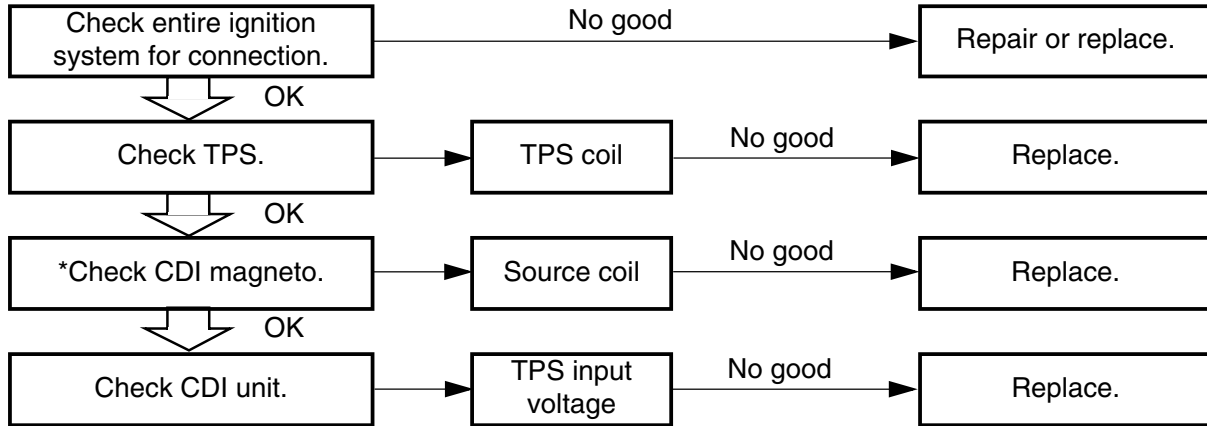 Check entire ignition
system for connection.
No good
Repair or replace.
OK
Check TPS.
TPS coil
No good
Replace.
OK
*Check CDI magneto.
Source coil
No good
Replace.
OK
Check CDI unit.
TPS input
voltage
No good
Replace.